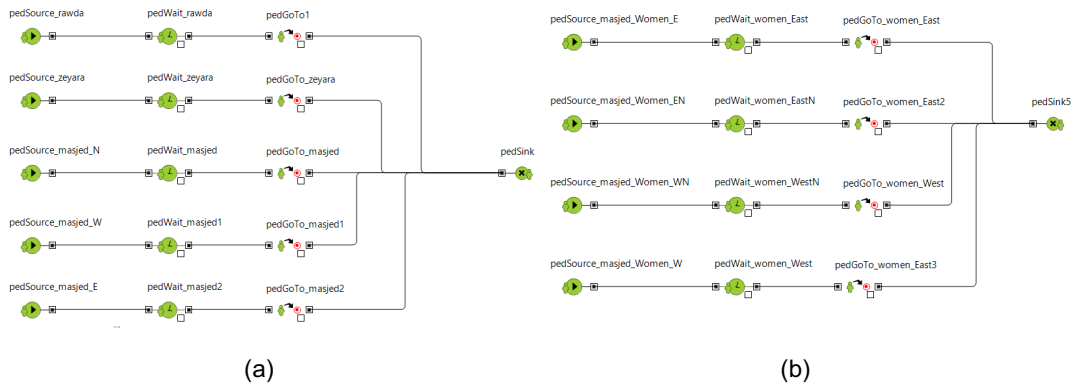 pedSource_rawda pedWait_rawda pedGoTo1
pedSource_zeyara pedWait_zeyara pedGoTo_zeyara
pedSource_masjed_N pedWait_masjed pedGoTo_masjed pedSink
pedSource_masjed_W pedWait_masjed1 pedGoTo_masjed1
pedSource_masjed_E pedWait_masjed2 pedGoTo_masjed2
(a)
pedSource_masjed_Women_E pedWait_women_East pedGoTo_women_East
pedSource_masjed_Women_EN pedWait_women_EastN pedGoTo_women_East2 pedSink5
pedSource_masjed_Women_WN pedWait_women_WestN pedGoTo_women_West
pedSource_masjed_Women_W pedWait_women_West pedGoTo_women_East3
(b)